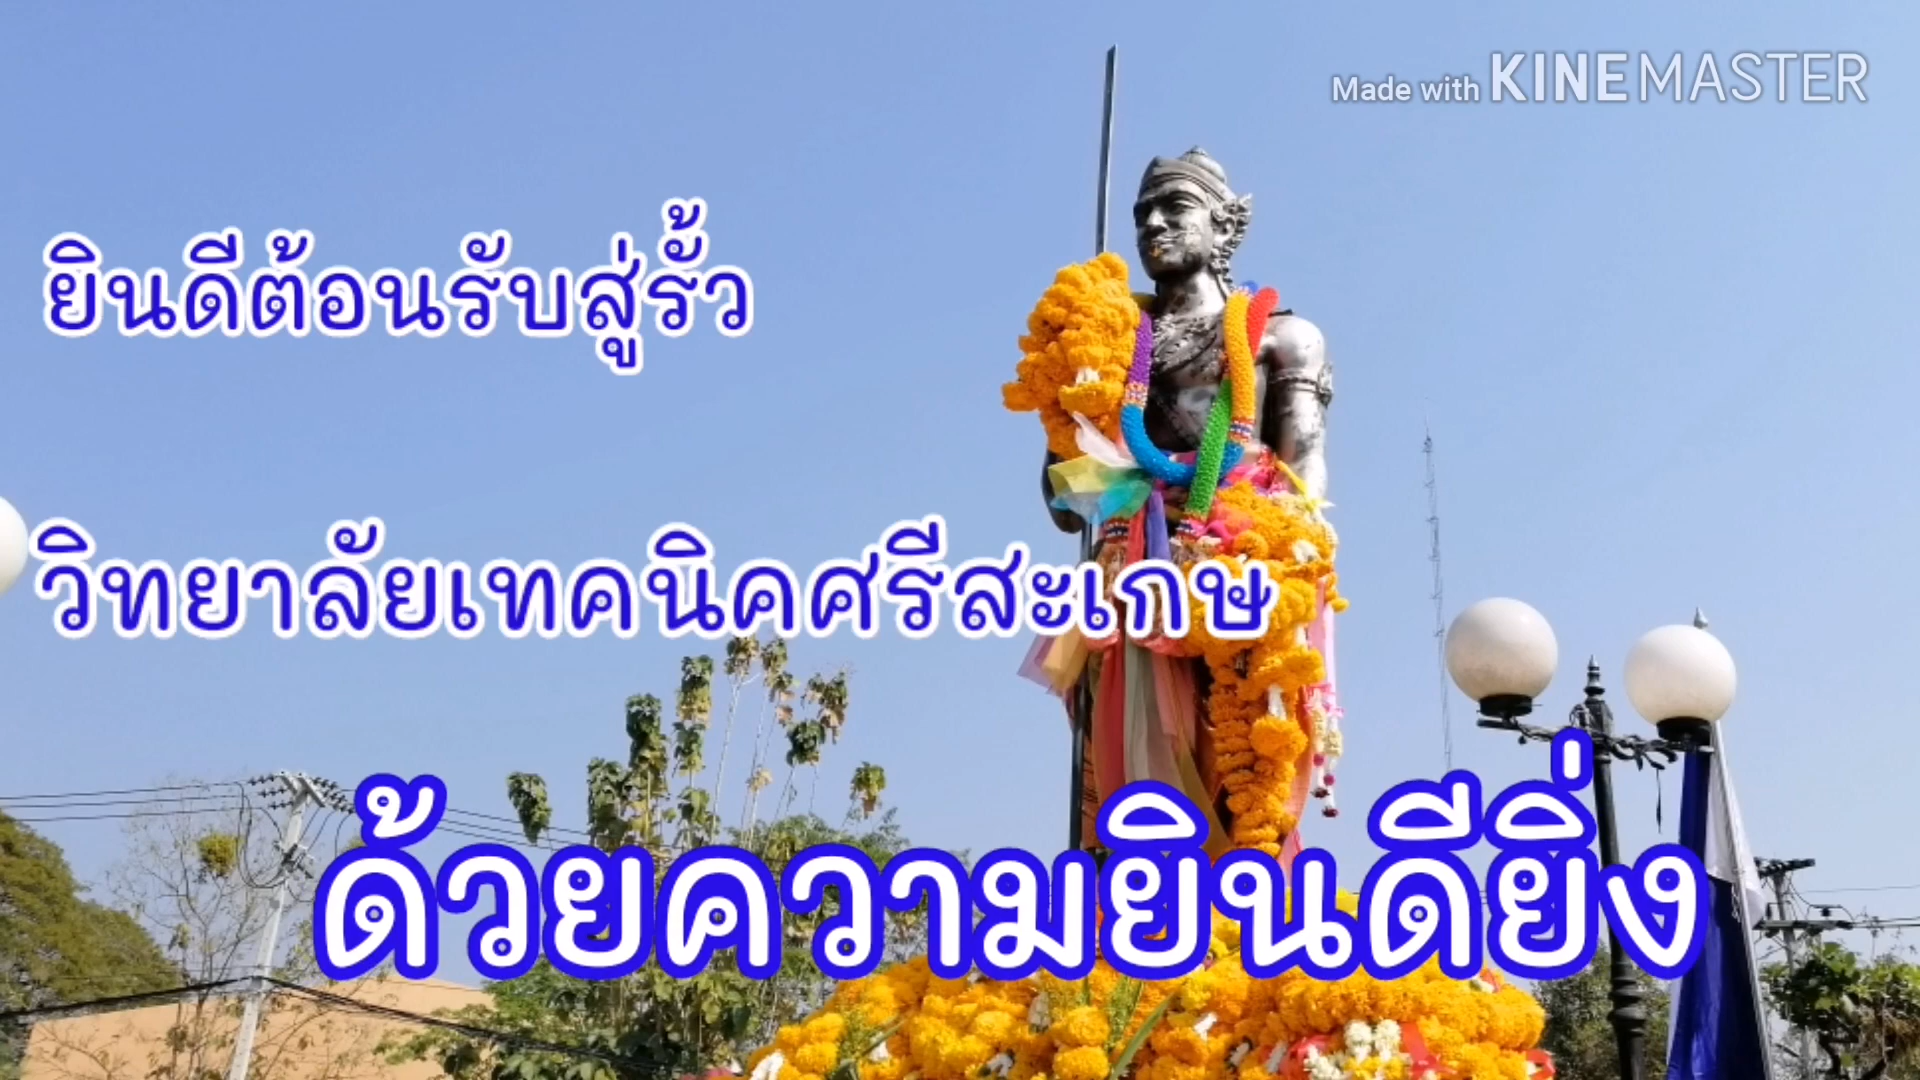 Made with KINEMASTER
ยินดีต้อนรับสู่รั้ว
วิทยาลัยเทคนิคศรีสะเกษ
ด้วยความยินดียิ่ง